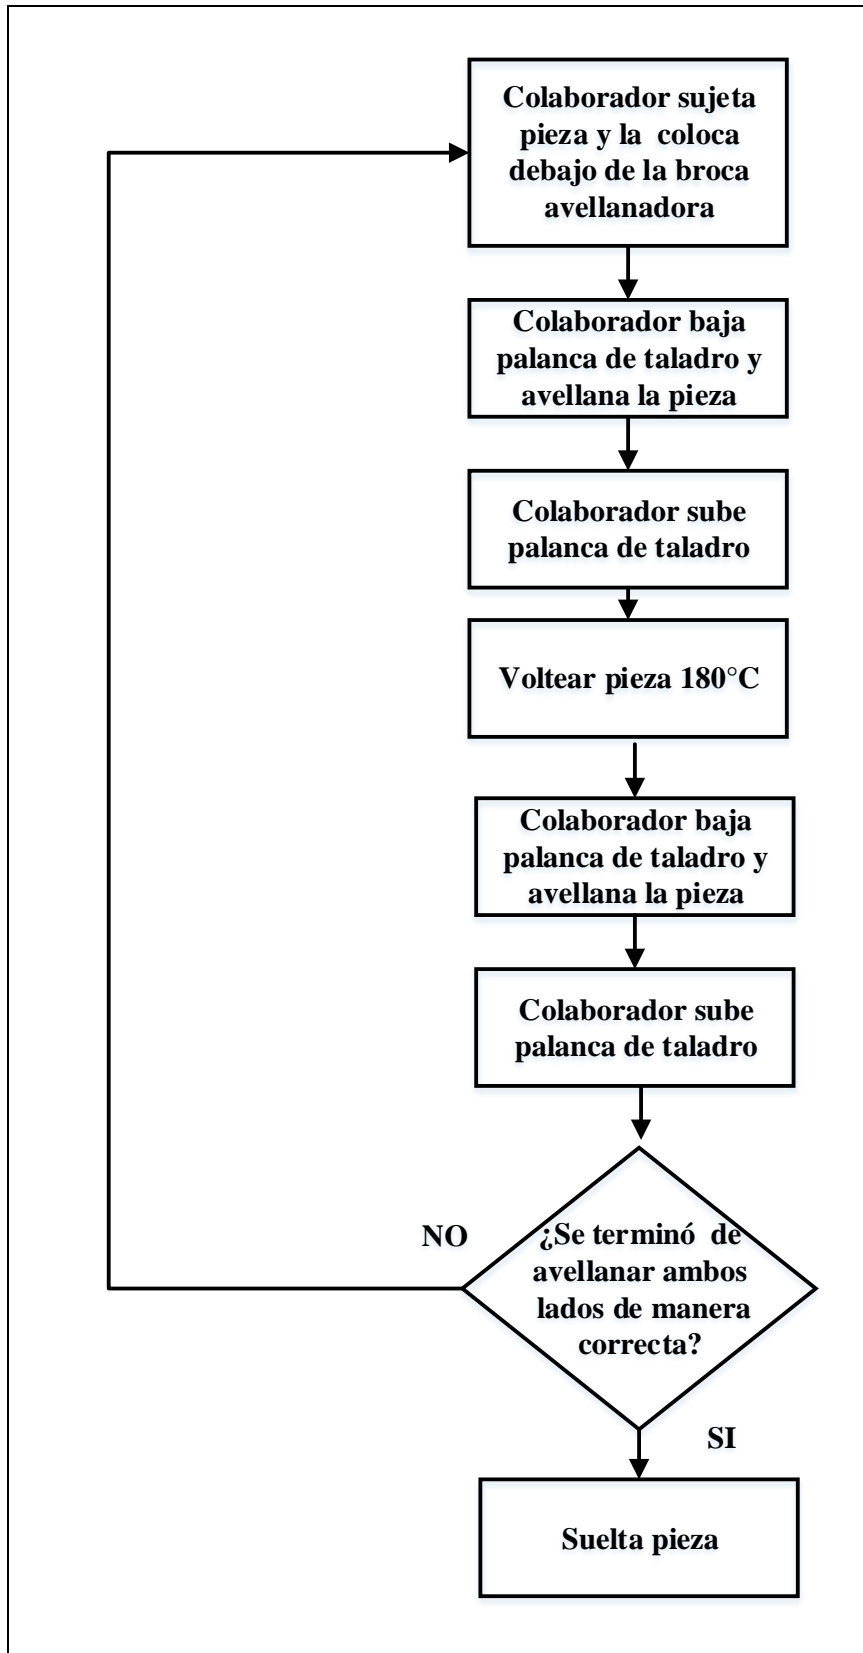 Colaborador sujeta
pieza y la coloca
debajo de la broca
avellanadora
Colaborador baja
palanca de taladro y
avellana la pieza
Colaborador sube
palanca de taladro
Voltear pieza 180°C
Colaborador baja
palanca de taladro y
avellana la pieza
Colaborador sube
palanca de taladro
NO
¿Se terminó de
avellanar ambos
lados de manera
correcta?
SI
Suelta pieza